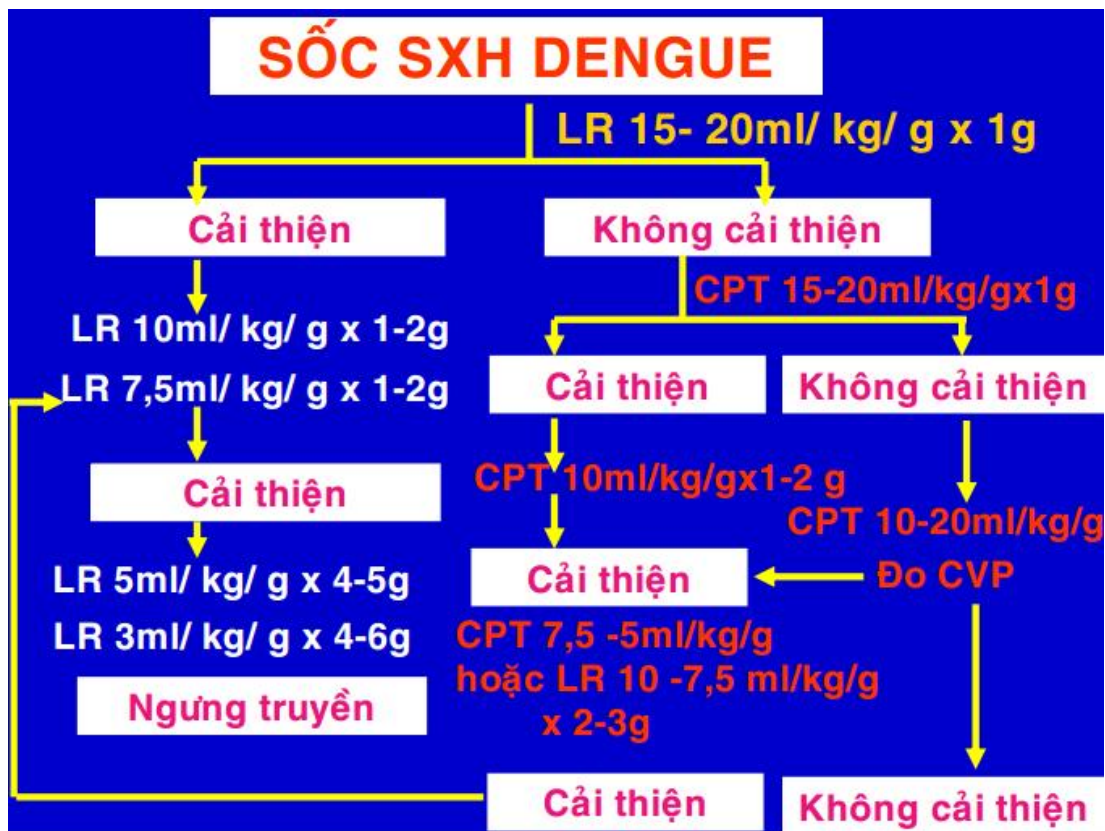 SỐC SXH DENGUE
LR 15- 20ml/ kg/ g x 1g
Cải thiện
Không cải thiện
CPT 15-20ml/kg/gx1g
LR 10ml/ kg/ g x 1-2g
LR 7,5ml/ kg/ g x 1-2g
Cải thiện
Không cải thiện
Cải thiện
CPT 10ml/kg/gx1-2 g
CPT 10-20ml/kg/g
Đo CVP
LR 5ml/ kg/ g x 4-5g
LR 3ml/ kg/ g x 4-6g
Ngưng truyền
Cải thiện
CPT 7,5 -5ml/kg/g
hoặc LR 10 -7,5 ml/kg/g
x 2-3g
Cải thiện
Không cải thiện